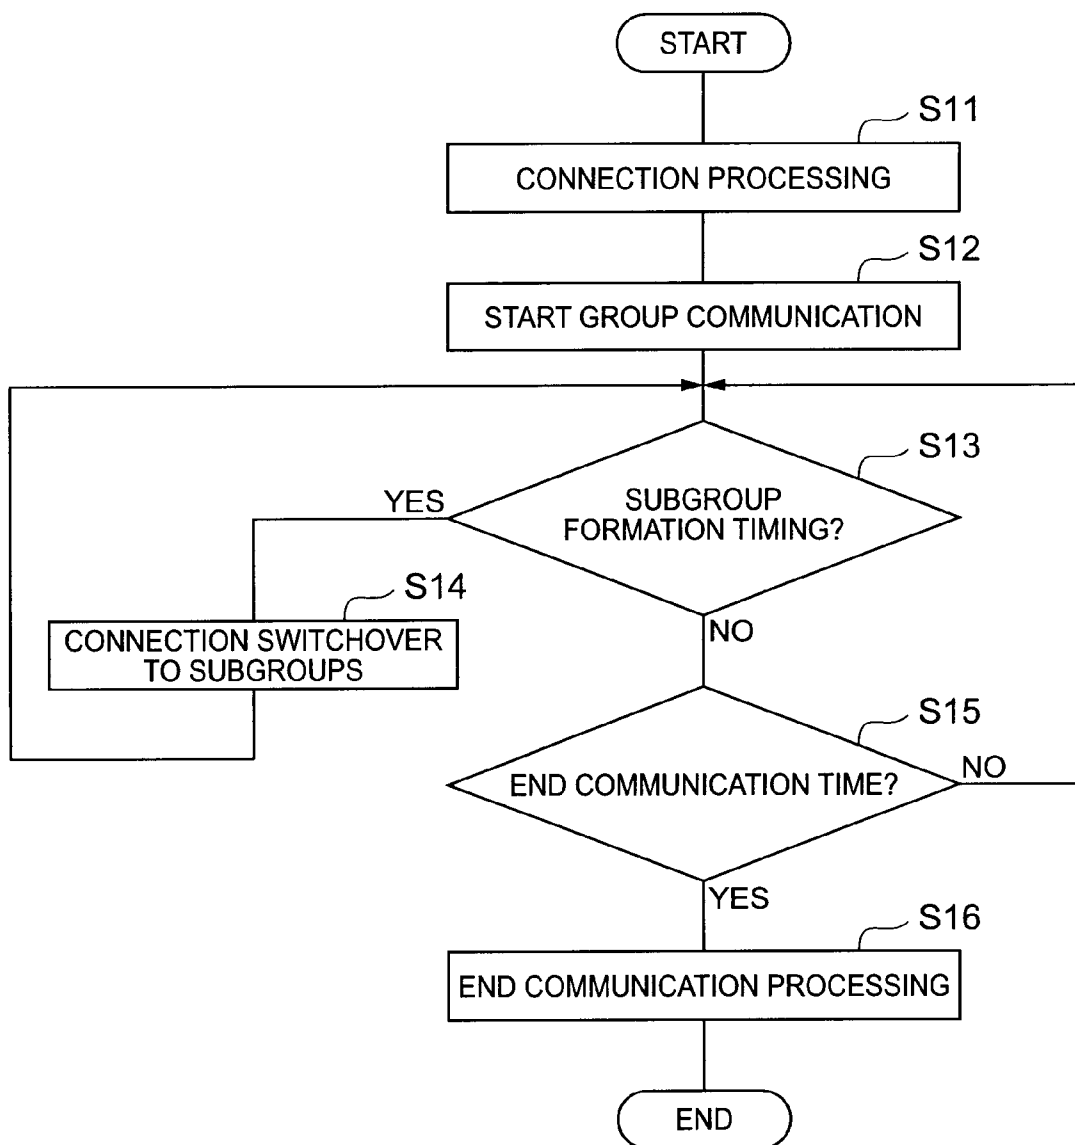 START
S11
CONNECTION PROCESSING
S12
START GROUP COMMUNICATION
S13
SUBGROUP
FORMATION TIMING?
YES
NO
S14
CONNECTION SWITCHOVER
TO SUBGROUPS
S15
END COMMUNICATION TIME?
NO
YES
S16
END COMMUNICATION PROCESSING
END